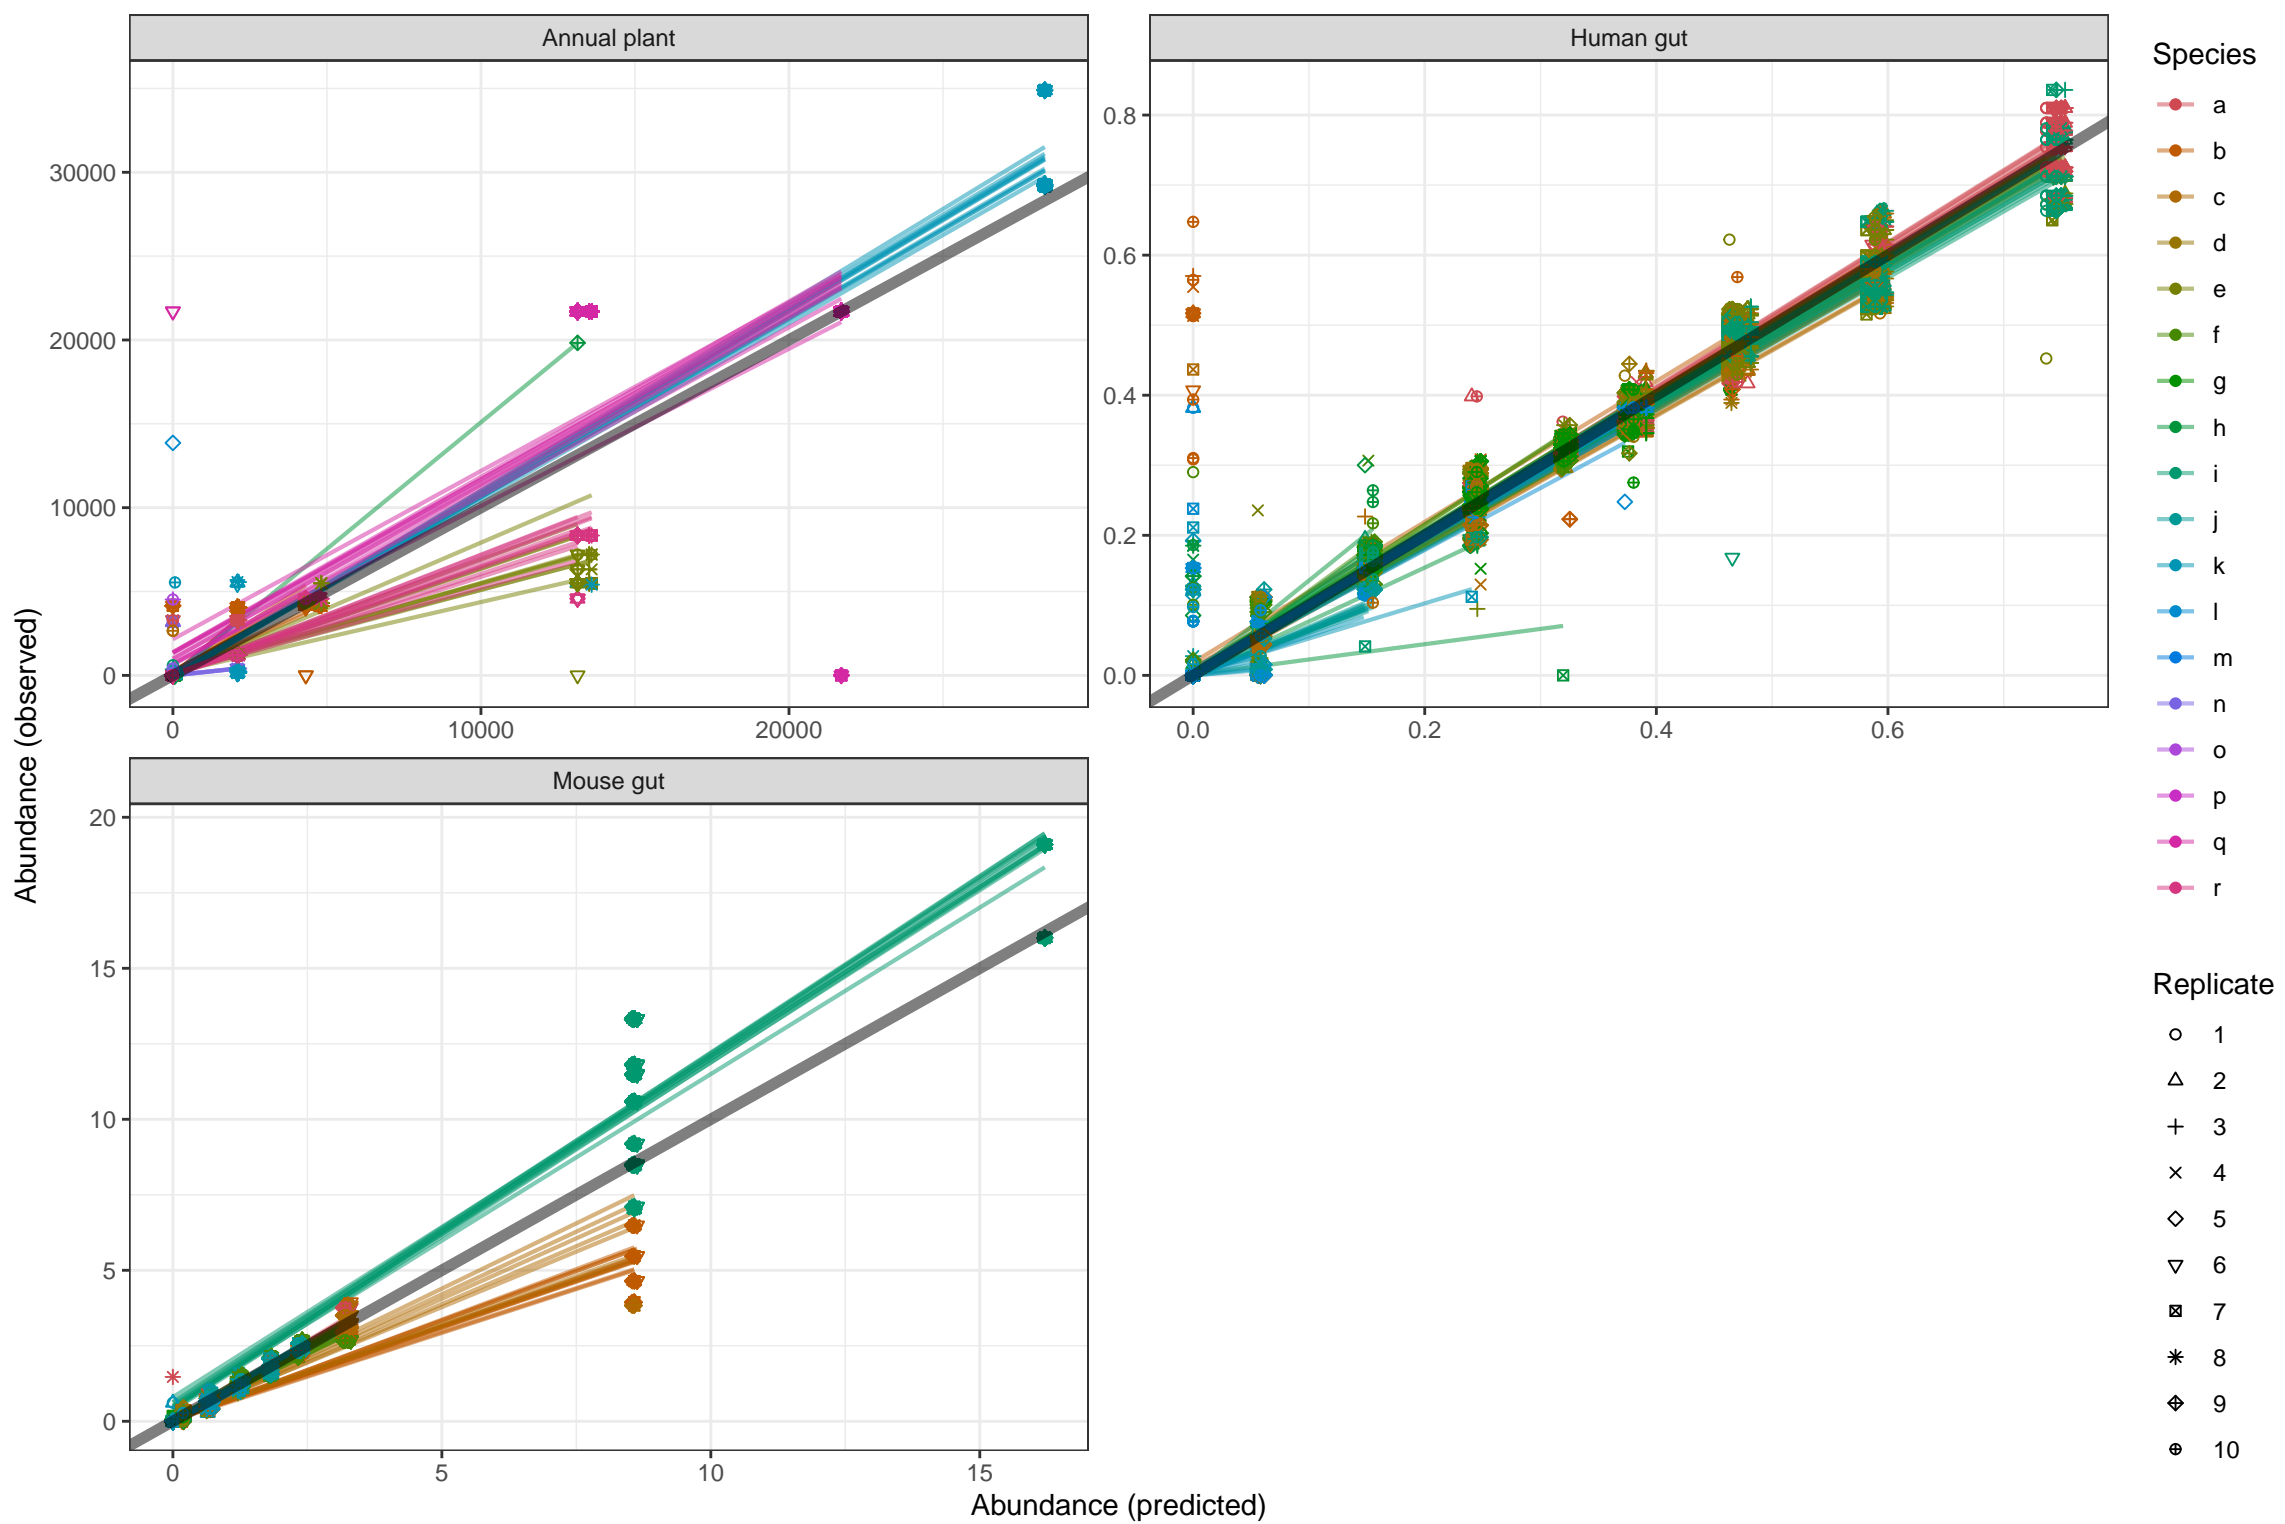 Annual plant
Human gut
30000
20000
10000
0
0
10000
20000
0.8
0.6
0.4
0.2
0.0
0.0
0.2
0.4
0.6
Mouse gut
20
15
10
5
0
0
5
10
15
Abundance (observed)
Abundance (predicted)
Species
a
b
c
d
e
f
g
h
i
j
k
l
m
n
o
p
q
r
Replicate
1
2
3
4
5
6
7
8
9
10